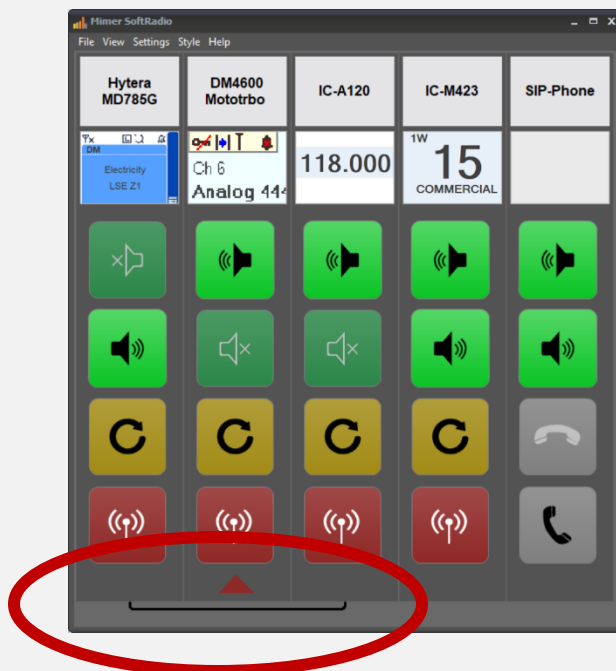 Mimer SoftRadio
File View Settings Style Help
Hytera
MD785G
DM4600
Mototrbo
IC-A120
IC-M423
SIP-Phone
DM
Electricity
LSE Z1
Ch 6
Analog 444
118.000
1W
15
COMMERCIAL